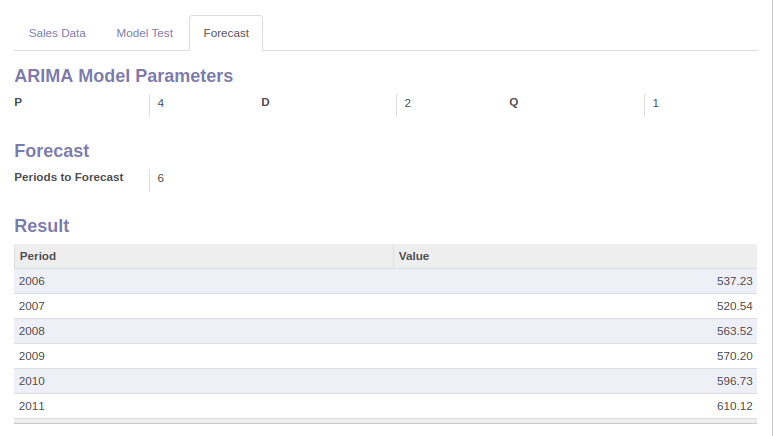 Sales Data Model Test Forecast
ARIMA Model Parameters
P 4 D 2 Q 1
Forecast
Periods to Forecast 6
Result
Period Value
2006 537.23
2007 520.54
2008 563.52
2009 570.20
2010 596.73
2011 610.12